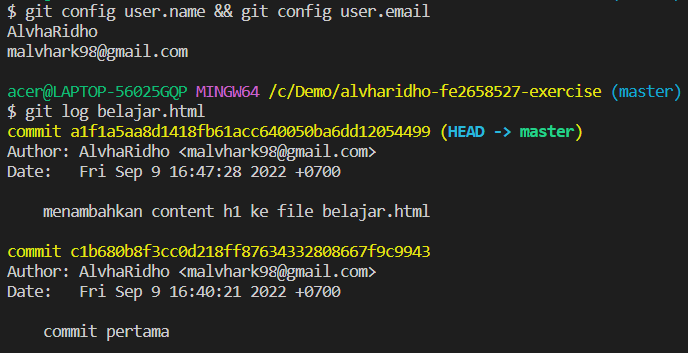 $ git config user.name && git config user.email
AlvhaRidho
malvhark98@gmail.com
acer@LAPTOP-56025GQP MINGW64 /c/Demo/alvharidho-fe2658527-exercise (master)
$ git log belajar.html
commit a1f1a5aa8d1418fb61acc640050ba6dd12054499 (HEAD -> master)
Author: AlvhaRidho <malvhark98@gmail.com>
Date:   Fri Sep 9 16:47:28 2022 +0700
    menambahkan content h1 ke file belajar.html
commit c1b680b8f3cc0d218ff87634332808667f9c9943
Author: AlvhaRidho <malvhark98@gmail.com>
Date:   Fri Sep 9 16:40:21 2022 +0700
    commit pertama